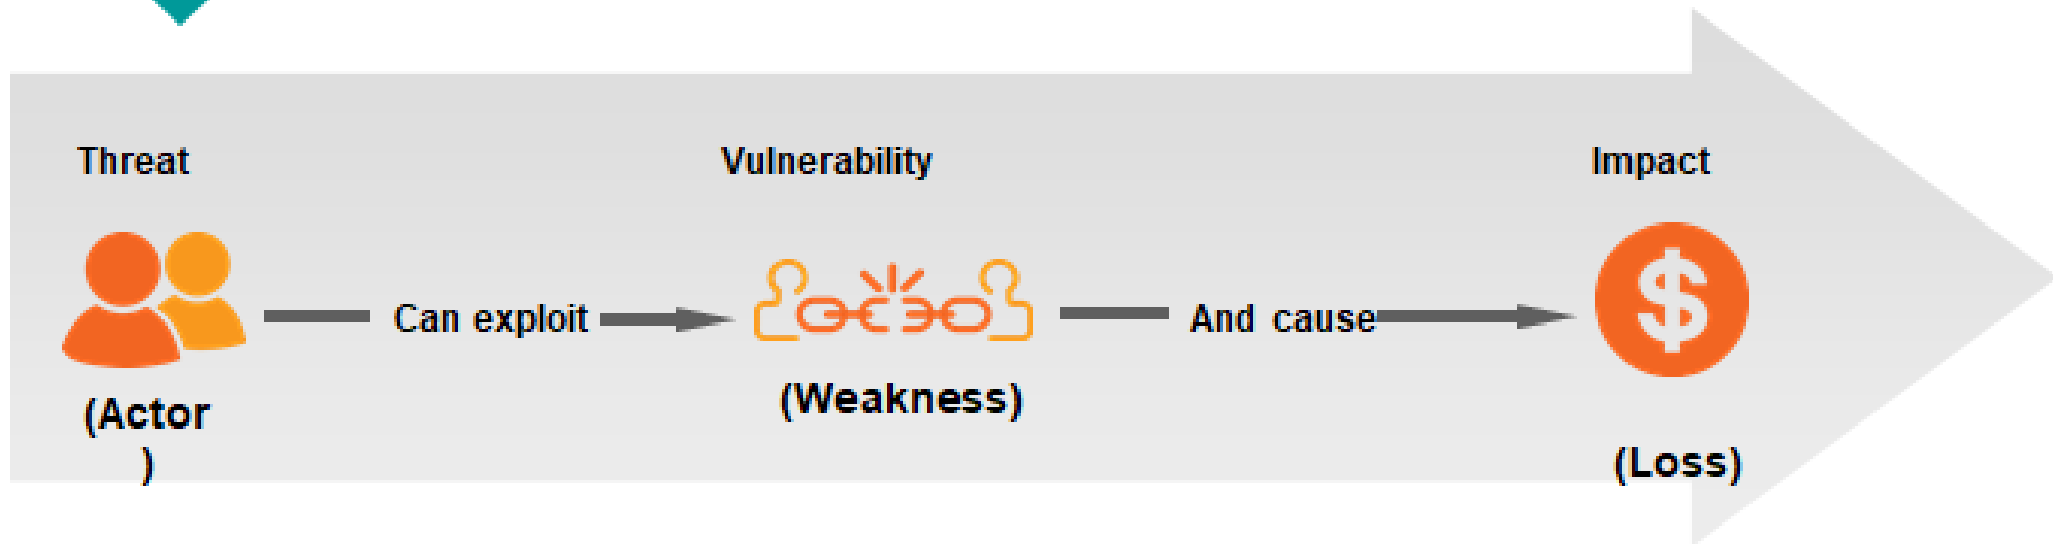 Threat
Vulnerability
Impact
Can exploit
And cause
(Actor
)
(Weakness)
(Loss)